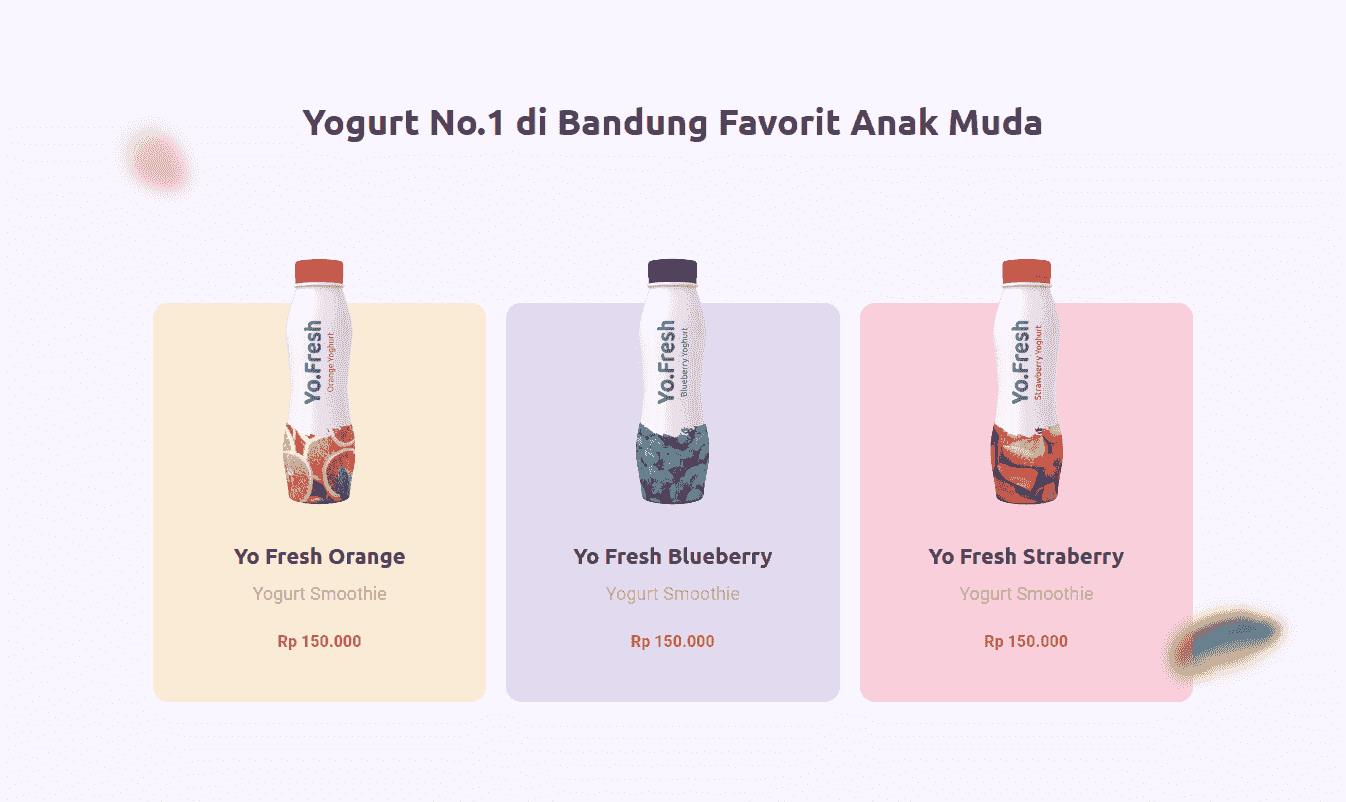 Yogurt No.1 di Bandung Favorit Anak Muda
Yo.Fresh
Orange Yoghurt
Yo.Fresh
Blueberry Yoghurt
Yo.Fresh
Strawberry Yoghurt
Yo Fresh Orange
Yogurt Smoothie
Rp 150.000
Yo Fresh Blueberry
Yogurt Smoothie
Rp 150.000
Yo Fresh Straberry
Yogurt Smoothie
Rp 150.000